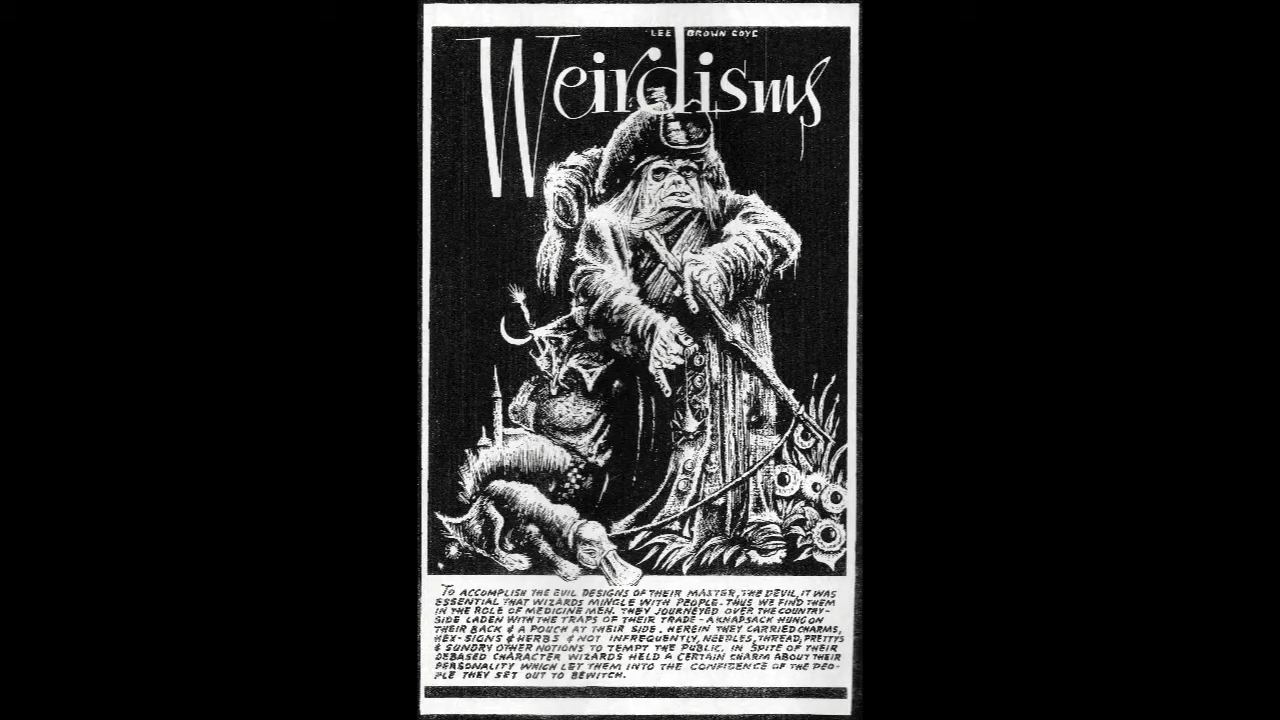 LEE BROWN COYE
Weirdisms
TO ACCOMPLISH THE EVIL DESIGNS OF THEIR MASTER, THE DEVIL, IT WAS
ESSENTIAL THAT WIZARDS MINGLE WITH PEOPLE. THUS WE FIND THEM
IN THE ROLE OF MEDICINE MEN. THEY JOURNEYED OVER THE COUNTRY-
SIDE LADEN WITH THE TRAPS OF THEIR TRADE - A KNAPSACK HUNG ON
THEIR BACK & A POUCH AT THEIR SIDE. HEREIN THEY CARRIED CHARMS,
HEX-SIGNS & HERBS & NOT INFREQUENTLY, NEEDLES, THREAD, PRETTYS
& SUNDRY OTHER NOTIONS TO TEMPT THE PUBLIC. IN SPITE OF THEIR
DEBASED CHARACTER WIZARDS HELD A CERTAIN CHARM ABOUT THEIR
PERSONALITY WHICH LET THEM INTO THE CONFIDENCE OF THE PEO-
PLE THEY SET OUT TO BEWITCH.